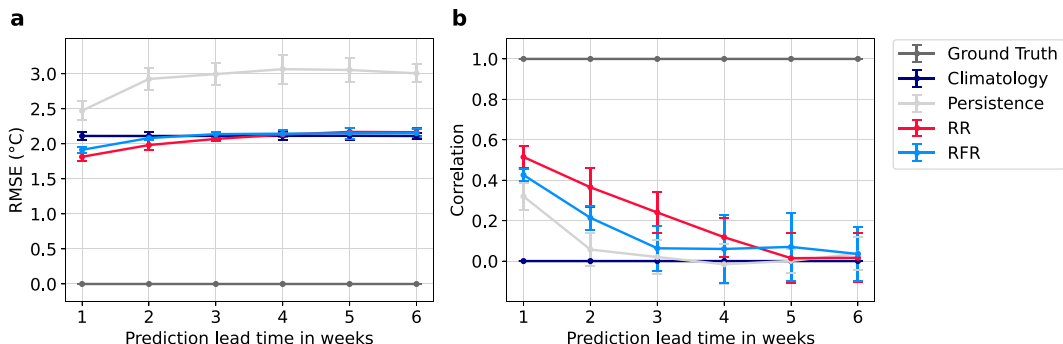 a
RMSE (°C)
3.0
2.5
2.0
1.5
1.0
0.5
0.0
1 2 3 4 5 6
Prediction lead time in weeks
b
Correlation
1.0
0.8
0.6
0.4
0.2
0.0
1 2 3 4 5 6
Prediction lead time in weeks
Ground Truth
Climatology
Persistence
RR
RFR